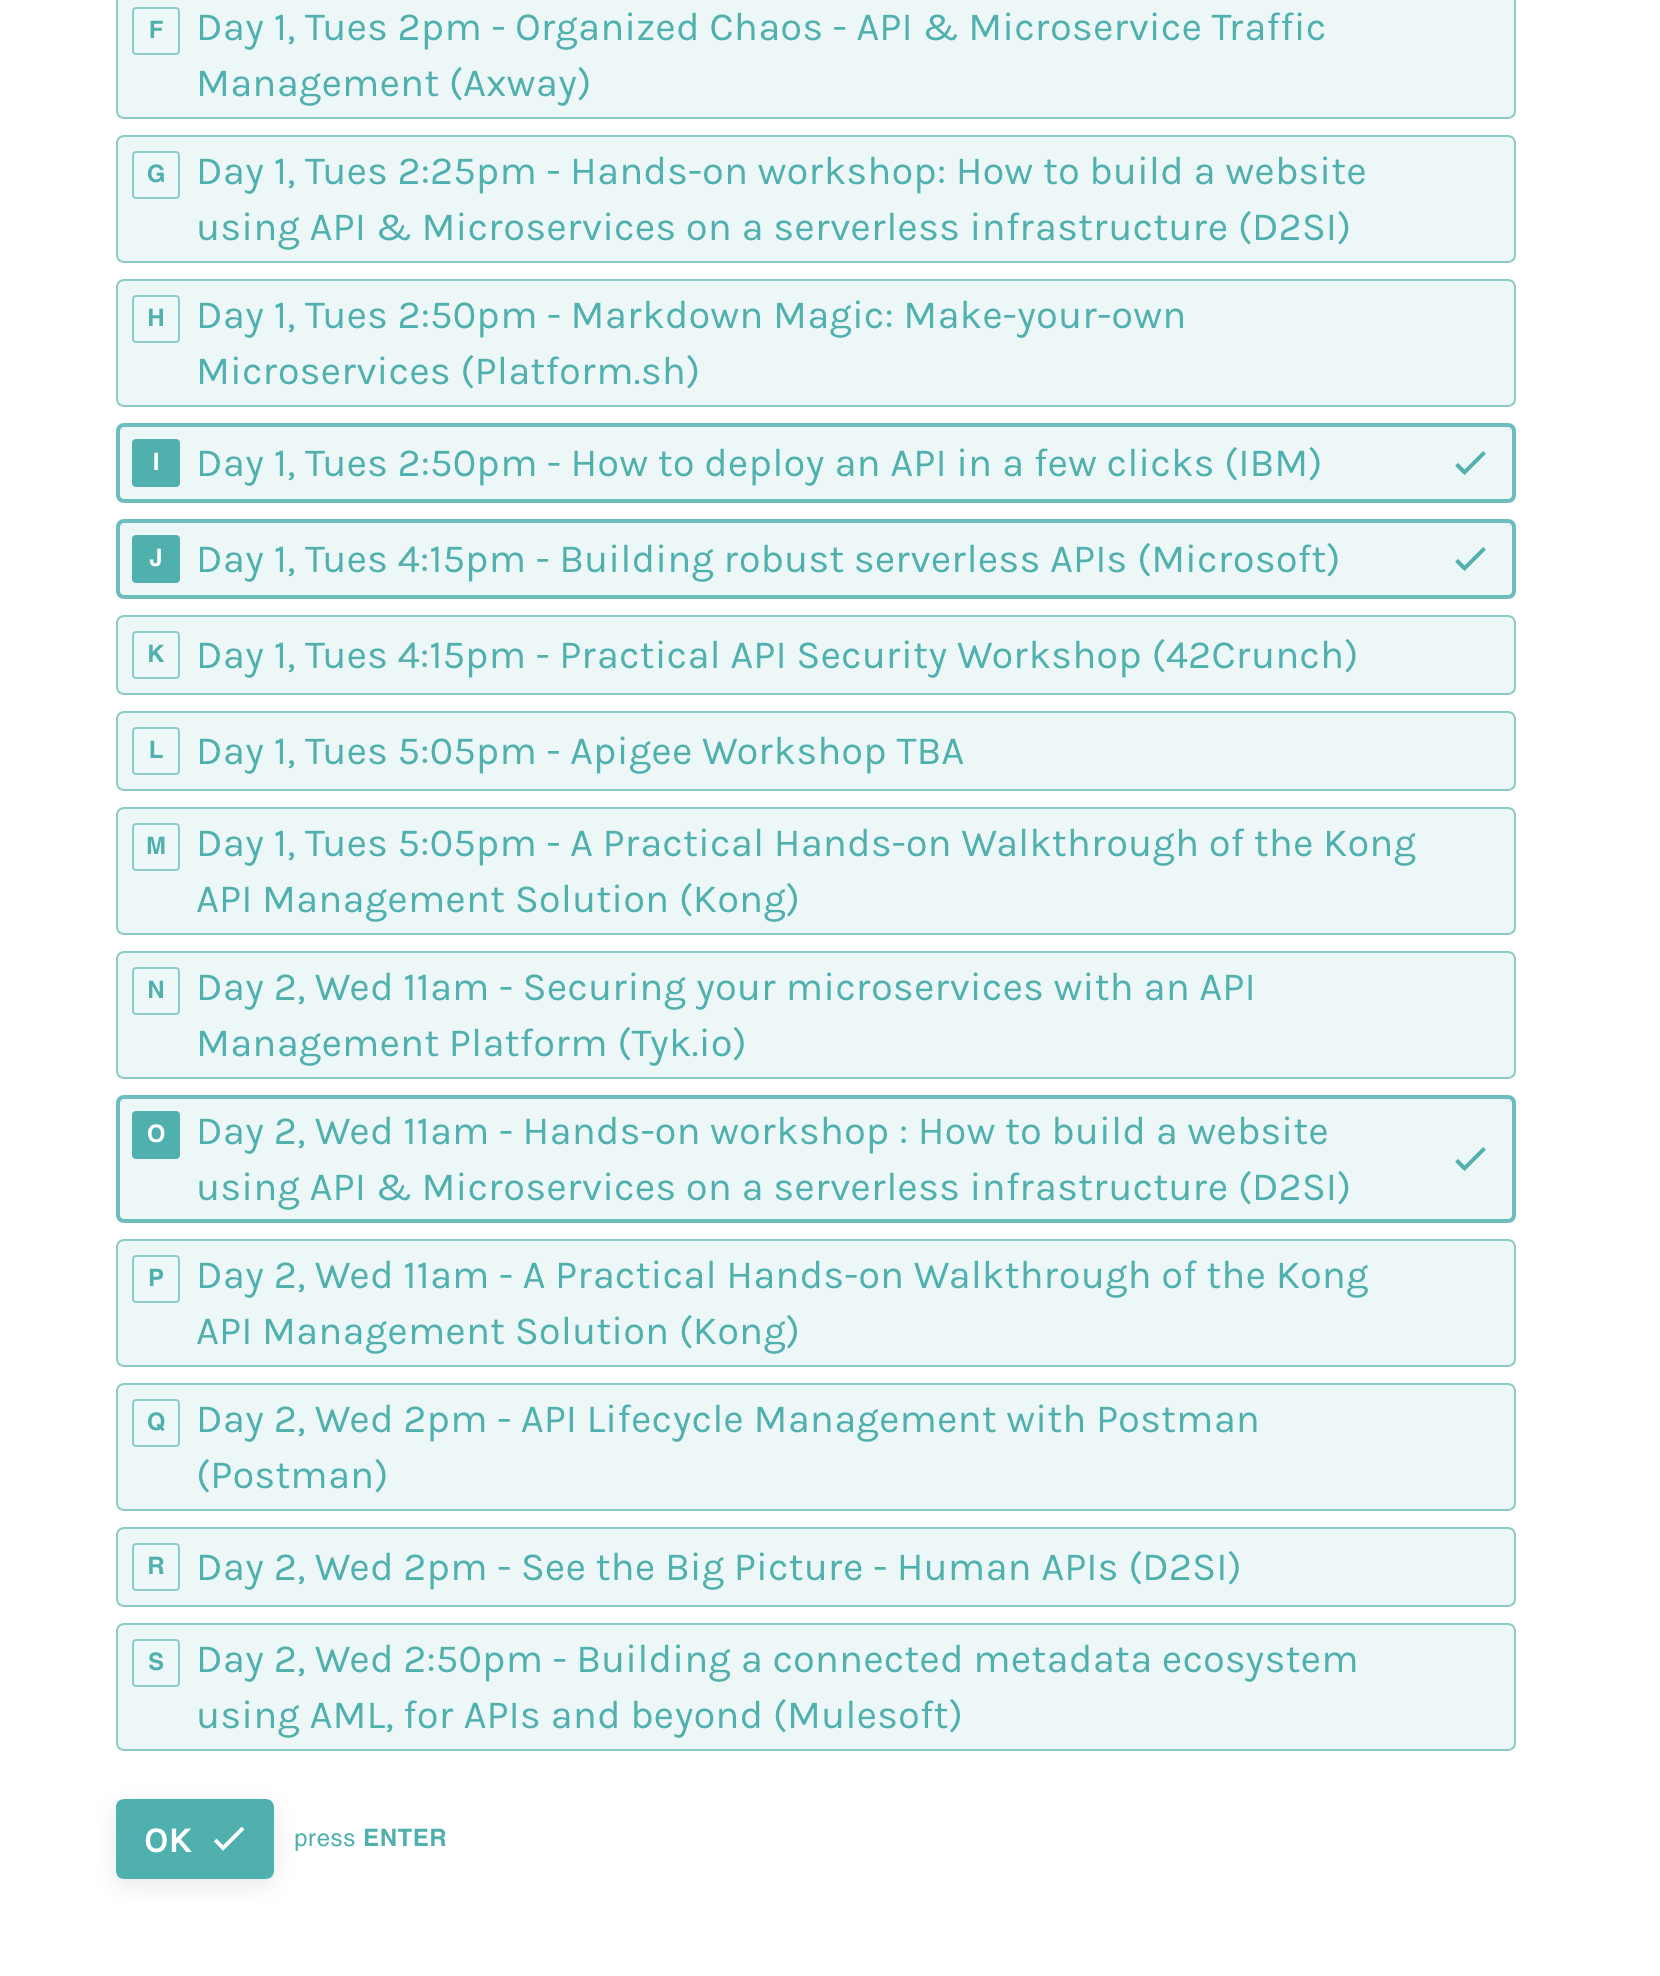 F Day 1, Tues 2pm - Organized Chaos - API & Microservice Traffic
Management (Axway)
G Day 1, Tues 2:25pm - Hands-on workshop: How to build a website
using API & Microservices on a serverless infrastructure (D2SI)
H Day 1, Tues 2:50pm - Markdown Magic: Make-your-own
Microservices (Platform.sh)
I Day 1, Tues 2:50pm - How to deploy an API in a few clicks (IBM)
J Day 1, Tues 4:15pm - Building robust serverless APIs (Microsoft)
K Day 1, Tues 4:15pm - Practical API Security Workshop (42Crunch)
L Day 1, Tues 5:05pm - Apigee Workshop TBA
M Day 1, Tues 5:05pm - A Practical Hands-on Walkthrough of the Kong
API Management Solution (Kong)
N Day 2, Wed 11am - Securing your microservices with an API
Management Platform (Tyk.io)
O Day 2, Wed 11am - Hands-on workshop : How to build a website
using API & Microservices on a serverless infrastructure (D2SI)
P Day 2, Wed 11am - A Practical Hands-on Walkthrough of the Kong
API Management Solution (Kong)
Q Day 2, Wed 2pm - API Lifecycle Management with Postman
(Postman)
R Day 2, Wed 2pm - See the Big Picture - Human APIs (D2SI)
S Day 2, Wed 2:50pm - Building a connected metadata ecosystem
using AML, for APIs and beyond (Mulesoft)
OK press ENTER